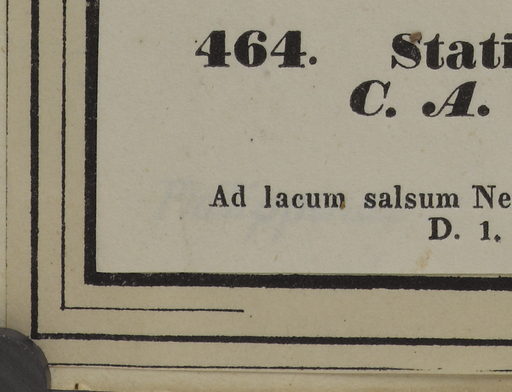 464. Stati
C. A.
Ad lacum salsum Ne
D. 1.